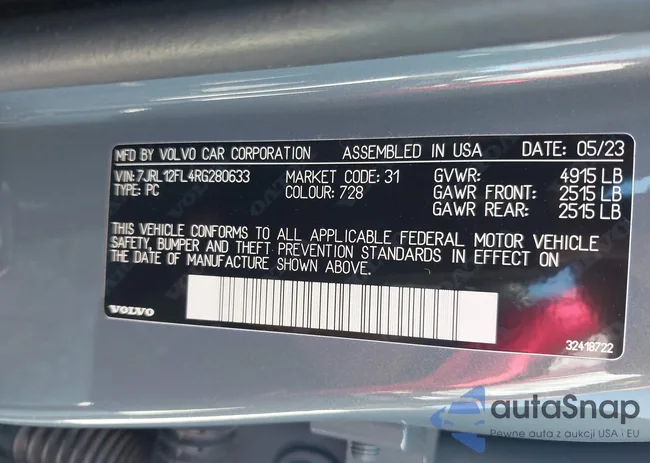 MFD BY VOLVO CAR CORPORATION ASSEMBLED IN USA DATE: 05/23
VIN: 7JRL12FL4RG280633 MARKET CODE: 31 GVWR: 4915 LB
TYPE: PC COLOUR: 728 GAWR FRONT: 2515 LB
GAWR REAR: 2515 LB
THIS VEHICLE CONFORMS TO ALL APPLICABLE FEDERAL MOTOR VEHICLE
SAFETY, BUMPER AND THEFT PREVENTION STANDARDS IN EFFECT ON
THE DATE OF MANUFACTURE SHOWN ABOVE.
VOLVO
32418722
autaSnap
Pewne auta z aukcji USA i EU